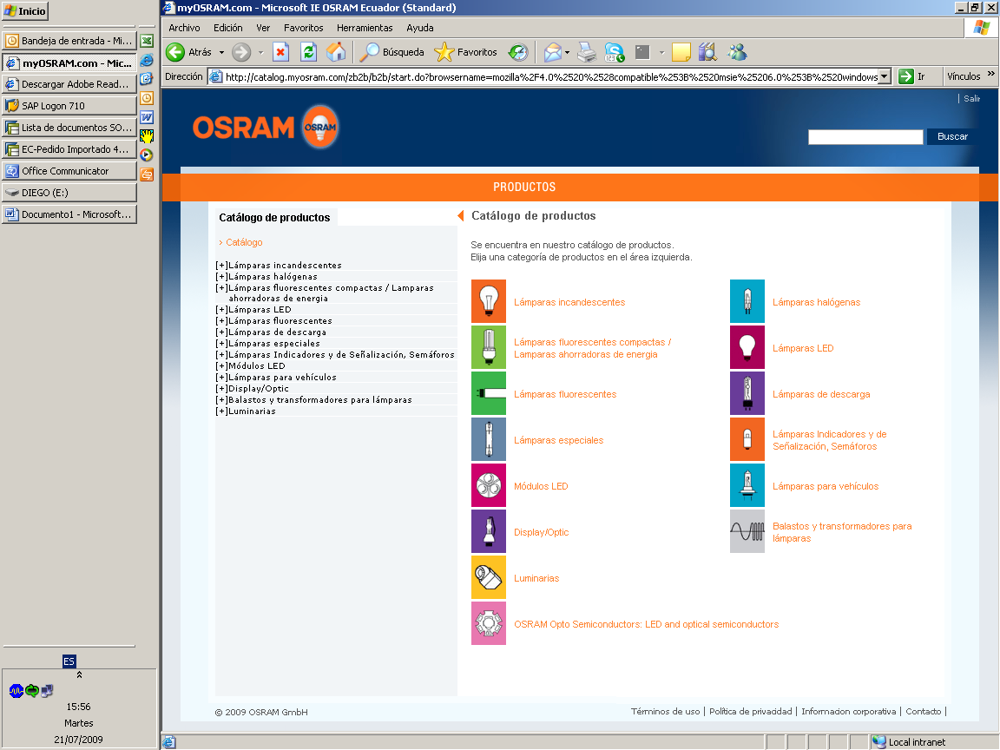 Inicio
Bandeja de entrada - Mi...
myOSRAM.com - Mic...
Descargar Adobe Read...
SAP Logon 710
Lista de documentos SO...
EC-Pedido Importado 4...
Office Communicator
DIEGO (E:)
Documento1 - Microsoft...
ES
15:56
Martes
21/07/2009
myOSRAM.com - Microsoft IE OSRAM Ecuador (Standard)
Archivo Edición Ver Favoritos Herramientas Ayuda
Atrás Búsqueda Favoritos
Dirección http://catalog.myosram.com/zb2b/b2b/start.do?browsername=mozilla%2F4.0%2520%2528compatible%253B%2520msie%25206.0%253B%2520windows Ir Vínculos »
| Salir
OSRAM OSRAM
Buscar
PRODUCTOS
Catálogo de productos
› Catálogo
[+]Lámparas incandescentes
[+]Lámparas halógenas
[+]Lámparas fluorescentes compactas / Lamparas
ahorradoras de energia
[+]Lámparas LED
[+]Lámparas fluorescentes
[+]Lámparas de descarga
[+]Lámparas especiales
[+]Lámparas Indicadores y de Señalización, Semáforos
[+]Módulos LED
[+]Lámparas para vehículos
[+]Display/Optic
[+]Balastos y transformadores para lámparas
[+]Luminarias
Catálogo de productos
Se encuentra en nuestro catálogo de productos.
Elija una categoría de productos en el área izquierda.
Lámparas incandescentes
Lámparas halógenas
Lámparas fluorescentes compactas /
Lamparas ahorradoras de energia
Lámparas LED
Lámparas fluorescentes
Lámparas de descarga
Lámparas especiales
Lámparas Indicadores y de
Señalización, Semáforos
Módulos LED
Lámparas para vehículos
Display/Optic
Balastos y transformadores para
lámparas
Luminarias
OSRAM Opto Semiconductors: LED and optical semiconductors
© 2009 OSRAM GmbH
Términos de uso | Política de privacidad | Informacion corporativa | Contacto |
Local intranet